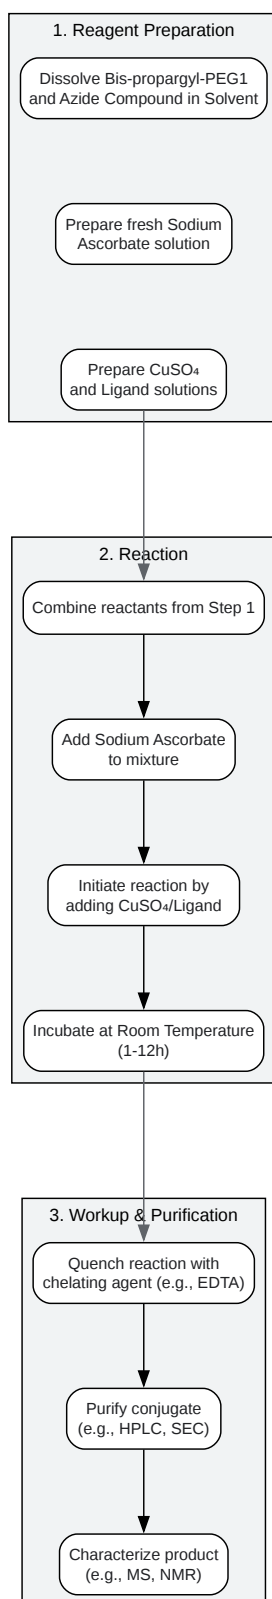 1. Reagent Preparation
Dissolve Bis-propargyl-PEG1
and Azide Compound in Solvent
Prepare fresh Sodium
Ascorbate solution
Prepare CuSO₄
and Ligand solutions
2. Reaction
Combine reactants from Step 1
Add Sodium Ascorbate
to mixture
Initiate reaction by
adding CuSO₄/Ligand
Incubate at Room Temperature
(1-12h)
3. Workup & Purification
Quench reaction with
chelating agent (e.g., EDTA)
Purify conjugate
(e.g., HPLC, SEC)
Characterize product
(e.g., MS, NMR)